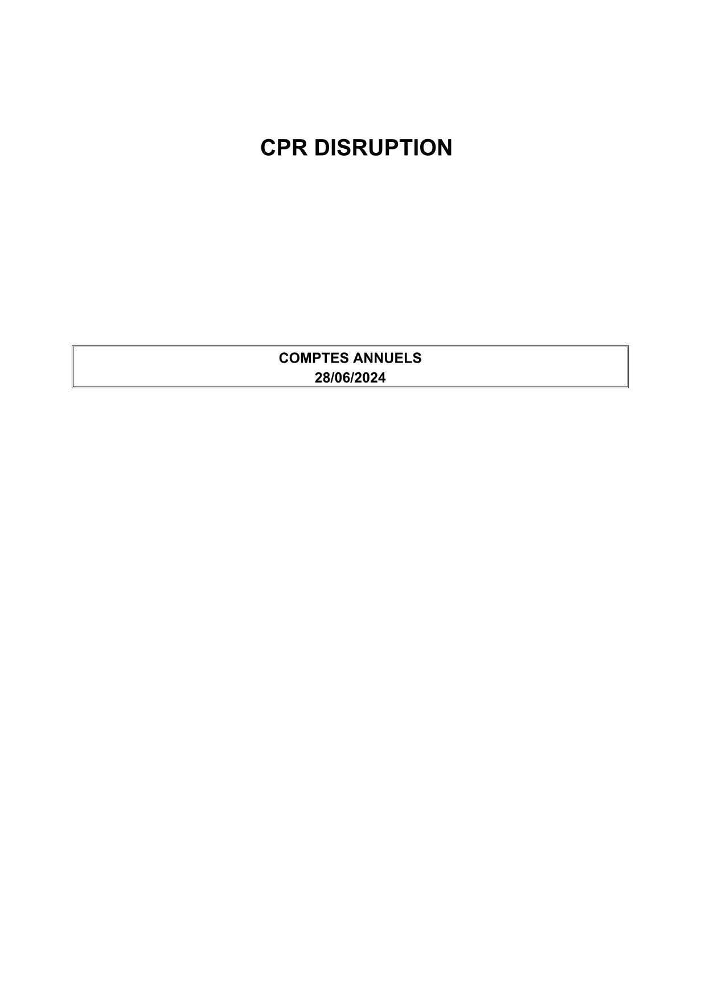 CPR DISRUPTION
COMPTES ANNUELS
28/06/2024